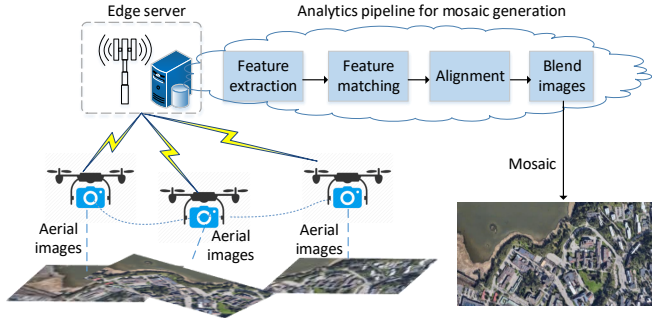 Edge server
Analytics pipeline for mosaic generation
Feature
extraction
Feature
matching
Alignment
Blend
images
Mosaic
Aerial
images
Aerial
images
Aerial
images